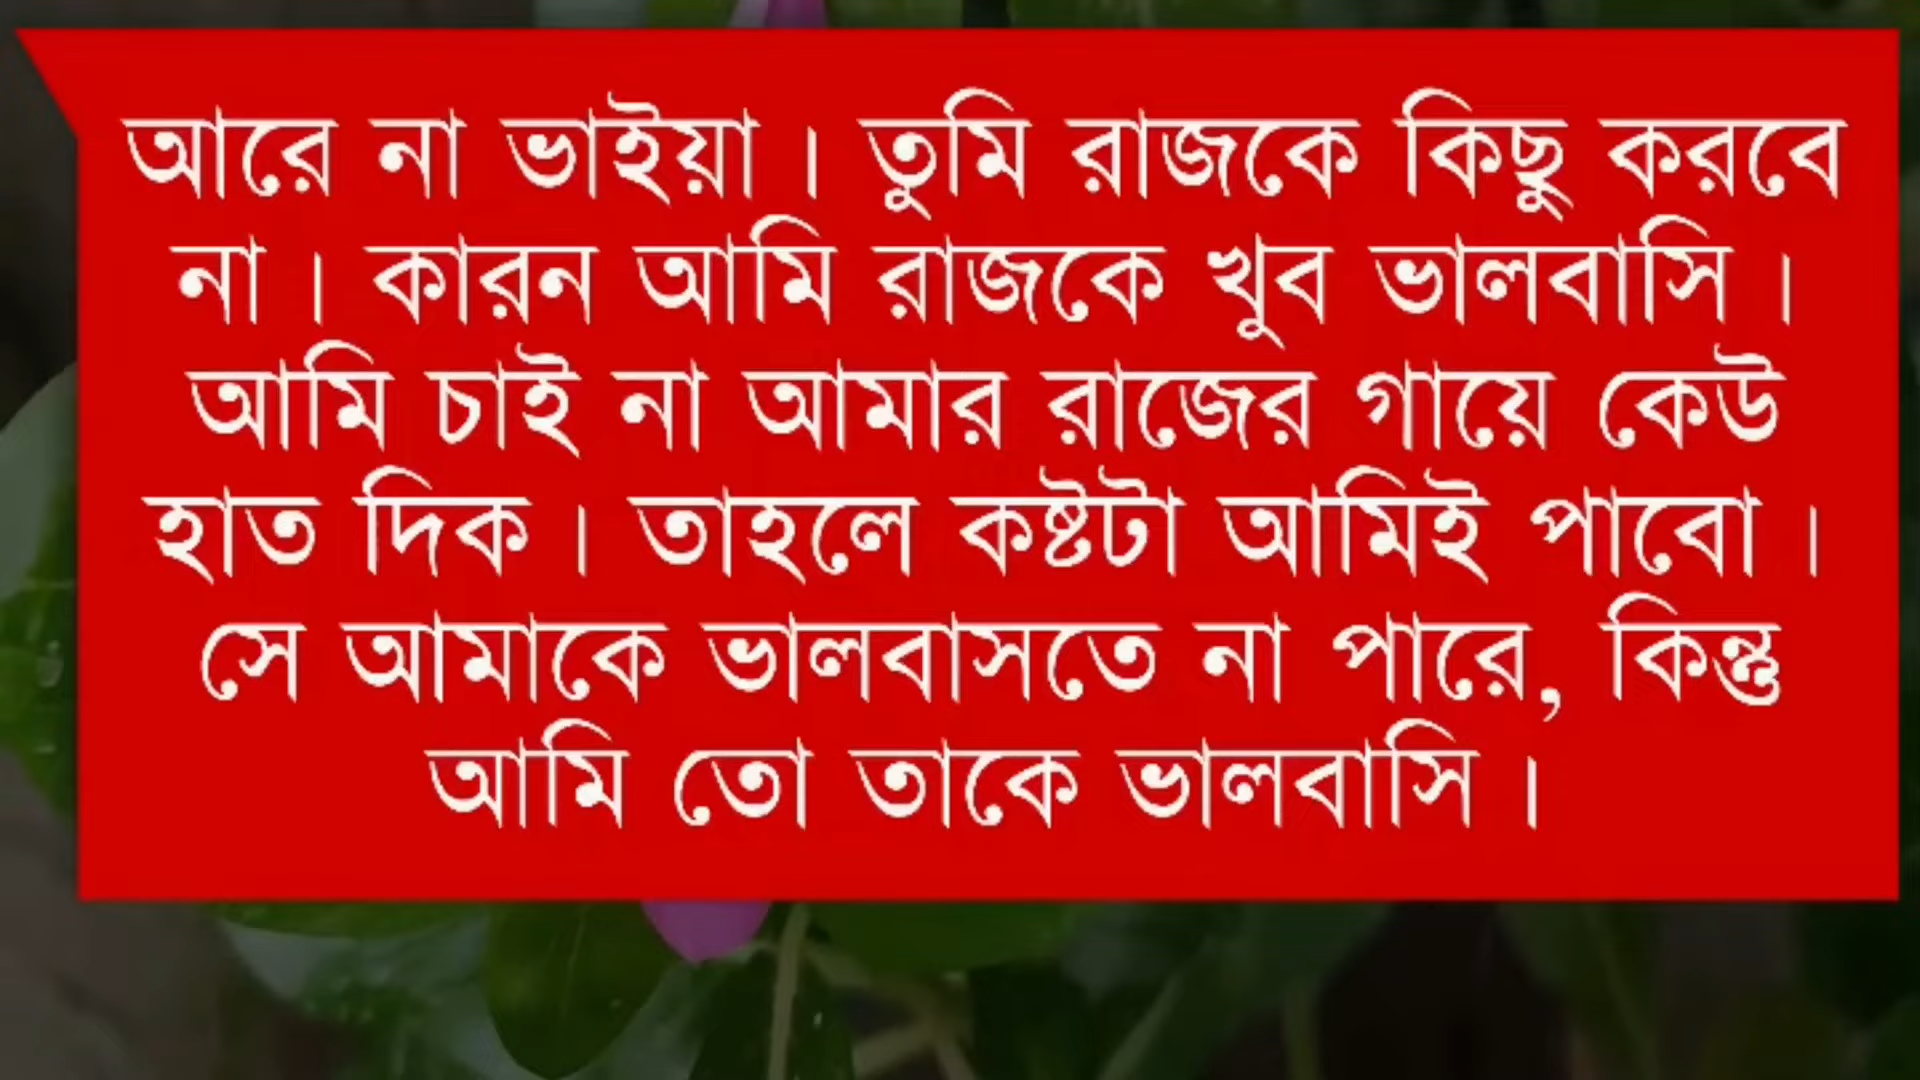 আরে না ভাইয়া। তুমি রাজকে কিছু করবে
না। কারন আমি রাজকে খুব ভালবাসি।
আমি চাই না আমার রাজের গায়ে কেউ
হাত দিক। তাহলে কষ্টটা আমিই পাবো।
সে আমাকে ভালবাসতে না পারে, কিন্তু
আমি তো তাকে ভালবাসি।